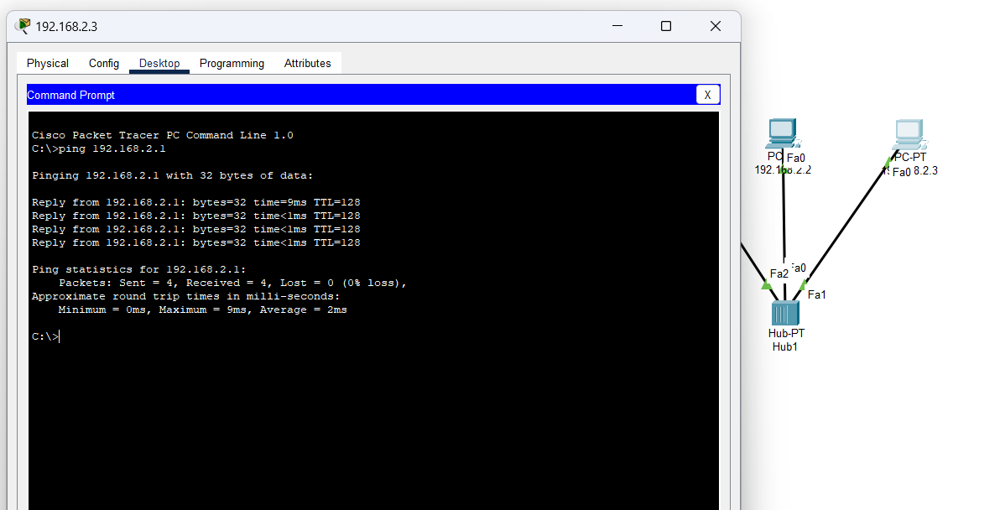 192.168.2.3
Physical Config Desktop Programming Attributes
Command Prompt X
Cisco Packet Tracer PC Command Line 1.0
C:\>ping 192.168.2.1
Pinging 192.168.2.1 with 32 bytes of data:
Reply from 192.168.2.1: bytes=32 time=9ms TTL=128
Reply from 192.168.2.1: bytes=32 time<1ms TTL=128
Reply from 192.168.2.1: bytes=32 time<1ms TTL=128
Reply from 192.168.2.1: bytes=32 time<1ms TTL=128
Ping statistics for 192.168.2.1:
Packets: Sent = 4, Received = 4, Lost = 0 (0% loss),
Approximate round trip times in milli-seconds:
Minimum = 0ms, Maximum = 9ms, Average = 2ms
C:\>
PC Fa0
192.168.2.2
PC-PT
Fa0 8.2.3
Fa2 Fa0
Fa1
Hub-PT
Hub1